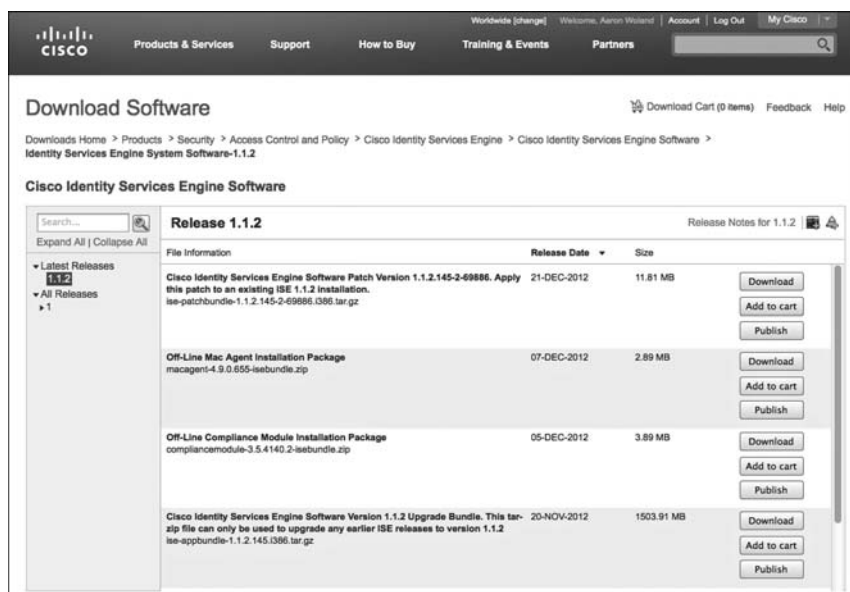 Worldwide [change] Welcome, Aaron Woland Account Log Out My Cisco
CISCO Products & Services Support How to Buy Training & Events Partners
Download Software
Download Cart (0 items) Feedback Help
Downloads Home > Products > Security > Access Control and Policy > Cisco Identity Services Engine > Cisco Identity Services Engine Software >
Identity Services Engine System Software-1.1.2
Cisco Identity Services Engine Software
Search...
Expand All | Collapse All
Latest Releases
1.1.2
All Releases
1
Release 1.1.2
Release Notes for 1.1.2
File Information Release Date Size
Cisco Identity Services Engine Software Patch Version 1.1.2.145-2-69886. Apply 21-DEC-2012 11.81 MB
this patch to an existing ISE 1.1.2 installation.
ise-patchbundle-1.1.2.145-2-69886.i386.tar.gz
Download
Add to cart
Publish
Off-Line Mac Agent Installation Package 07-DEC-2012 2.89 MB
macagent-4.9.0.655-isebundle.zip
Download
Add to cart
Publish
Off-Line Compliance Module Installation Package 05-DEC-2012 3.89 MB
compliancemodule-3.5.4140.2-isebundle.zip
Download
Add to cart
Publish
Cisco Identity Services Engine Software Version 1.1.2 Upgrade Bundle. This tar- 20-NOV-2012 1503.91 MB
zip file can only be used to upgrade any earlier ISE releases to version 1.1.2
ise-appbundle-1.1.2.145.i386.tar.gz
Download
Add to cart
Publish